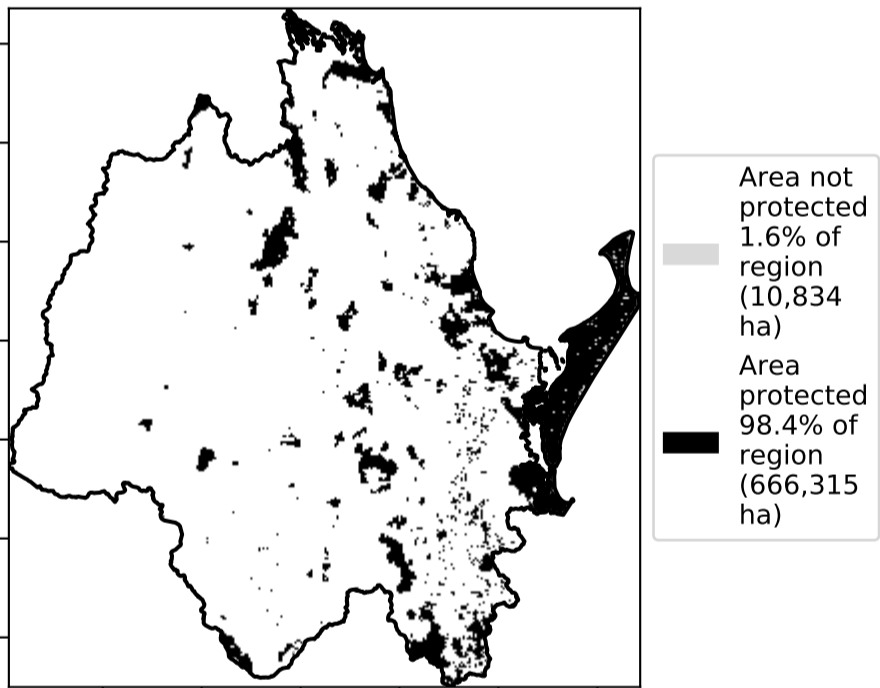 Area not
protected
1.6% of
region
(10,834
ha)
Area
protected
98.4% of
region
(666,315
ha)